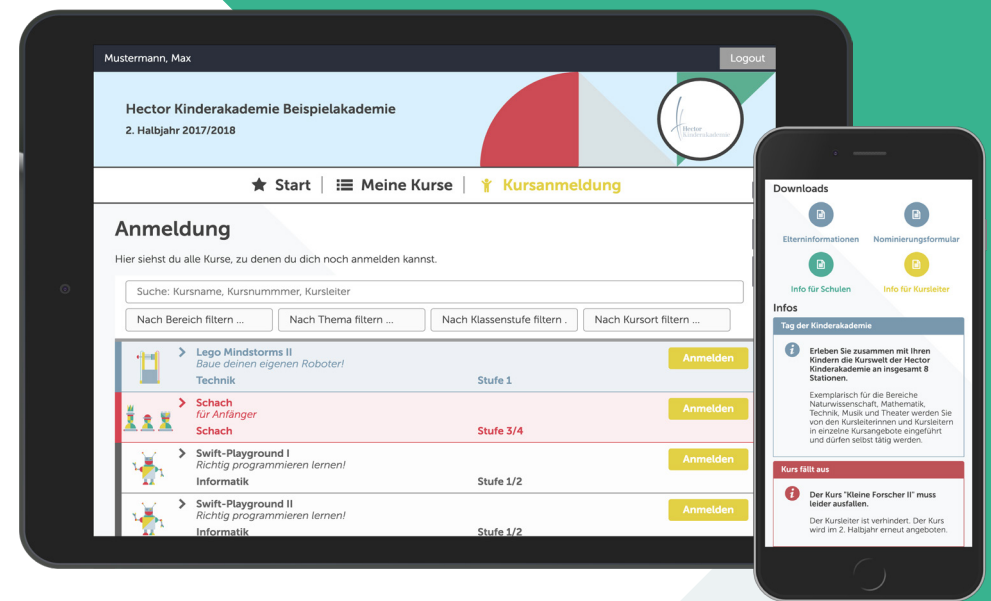 Mustermann, Max
Logout
Hector Kinderakademie Beispielakademie
2. Halbjahr 2017/2018
Hector
Kinderakademie
Start
Meine Kurse
Kursanmeldung
Anmeldung
Hier siehst du alle Kurse, zu denen du dich noch anmelden kannst.
Suche: Kursname, Kursnummmer, Kursleiter
Nach Bereich filtern ...
Nach Thema filtern ...
Nach Klassenstufe filtern .
Nach Kursort filtern ...
Lego Mindstorms II
Baue deinen eigenen Roboter!
Technik
Stufe 1
Anmelden
Schach
für Anfänger
Schach
Stufe 3/4
Anmelden
Swift-Playground I
Richtig programmieren lernen!
Informatik
Stufe 1/2
Anmelden
Swift-Playground II
Richtig programmieren lernen!
Informatik
Stufe 1/2
Anmelden
Downloads
Elterninformationen
Nominierungsformular
Info für Schulen
Info für Kursleiter
Infos
Tag der Kinderakademie
Erleben Sie zusammen mit Ihren
Kindern die Kurswelt der Hector
Kinderakademie an insgesamt 8
Stationen.
Exemplarisch für die Bereiche
Naturwissenschaft, Mathematik,
Technik, Musik und Theater werden Sie
von den Kursleiterinnen und Kursleitern
in einzelne Kursangebote eingeführt
und dürfen selbst tätig werden.
Kurs fällt aus
Der Kurs "Kleine Forscher II" muss
leider ausfallen.
Der Kursleiter ist verhindert. Der Kurs
wird im 2. Halbjahr erneut angeboten.